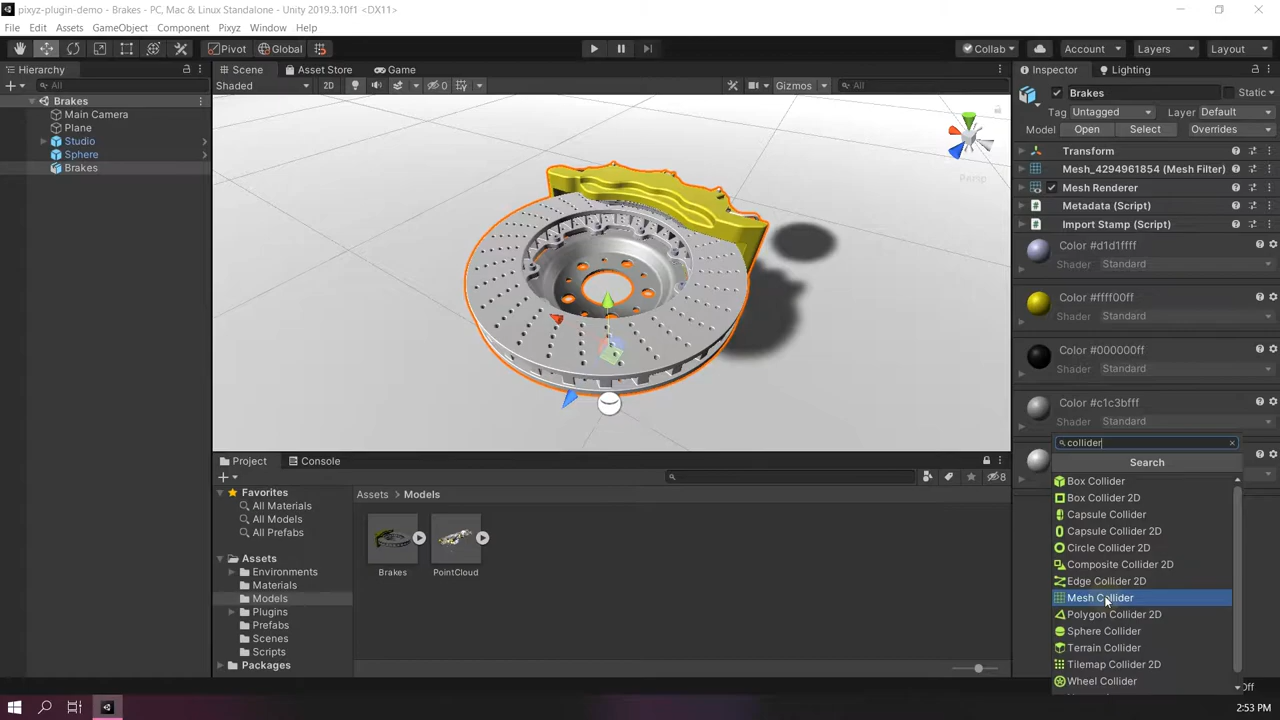 pixyz-plugin-demo - Brakes - PC, Mac & Linux Standalone - Unity 2019.3.10f1 <DX11>
File Edit Assets GameObject Component Pixyz Window Help
Pivot Global Collab Account Layers Layout
Hierarchy
All
Brakes
Main Camera
Plane
Studio
Sphere
Brakes
Scene Asset Store Game
Shaded 2D 0 Gizmos All
Persp
Inspector Lighting
Brakes Static
Tag Untagged Layer Default
Model Open Select Overrides
Transform
Mesh_4294961854 (Mesh Filter)
Mesh Renderer
Metadata (Script)
Import Stamp (Script)
Color #d1d1ffff
Shader Standard
Color #ffff00ff
Shader Standard
Color #000000ff
Shader Standard
Color #c1c3bfff
Shader Standard
collider
Search
Box Collider
Box Collider 2D
Capsule Collider
Capsule Collider 2D
Circle Collider 2D
Composite Collider 2D
Edge Collider 2D
Mesh Collider
Polygon Collider 2D
Sphere Collider
Terrain Collider
Tilemap Collider 2D
Wheel Collider
Project Console
8
Favorites
All Materials
All Models
All Prefabs
Assets
Environments
Materials
Models
Plugins
Prefabs
Scenes
Scripts
Packages
Assets > Models
Brakes PointCloud
2:53 PM